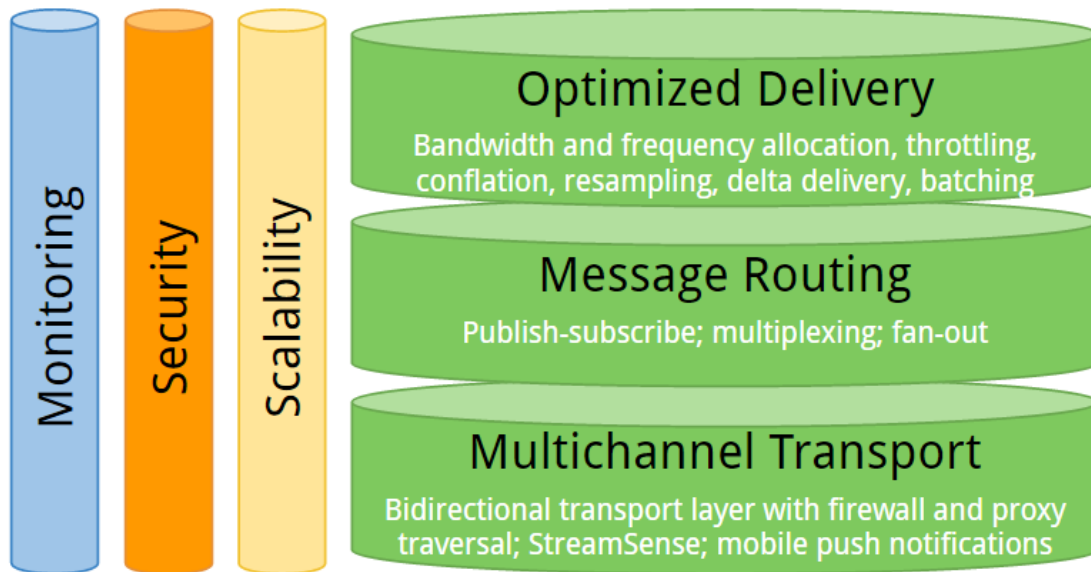 Monitoring
Security
Scalability
Optimized Delivery
Bandwidth and frequency allocation, throttling,
conflation, resampling, delta delivery, batching
Message Routing
Publish-subscribe; multiplexing; fan-out
Multichannel Transport
Bidirectional transport layer with firewall and proxy
traversal; StreamSense; mobile push notifications